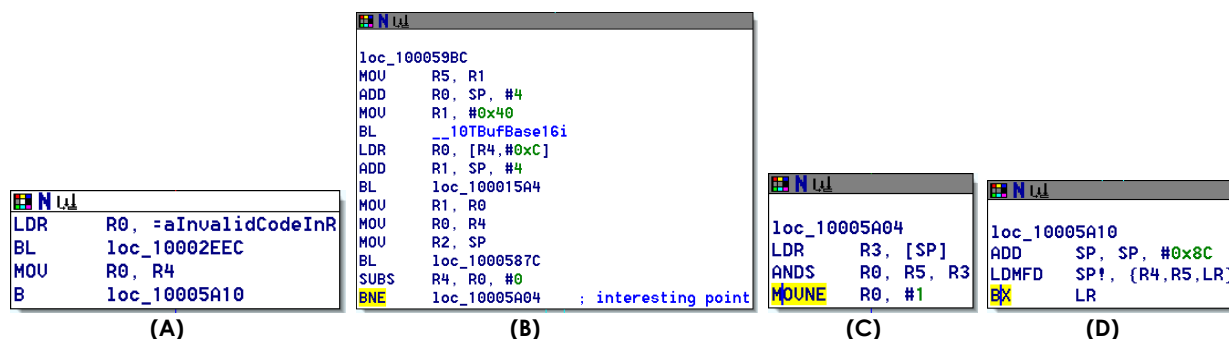 LDR R0, =aInvalidCodeInR
BL loc_10002EEC
MOV R0, R4
B loc_10005A10
(A)
loc_100059BC
MOV R5, R1
ADD R0, SP, #4
MOV R1, #0x40
BL __10TBufBase16i
LDR R0, [R4,#0xC]
ADD R1, SP, #4
BL loc_100015A4
MOV R1, R0
MOV R0, R4
MOV R2, SP
BL loc_1000587C
SUBS R4, R0, #0
BNE loc_10005A04 ; interesting point
(B)
loc_10005A04
LDR R3, [SP]
ANDS R0, R5, R3
MOVNE R0, #1
(C)
loc_10005A10
ADD SP, SP, #0x8C
LDMFD SP!, {R4,R5,LR}
BX LR
(D)